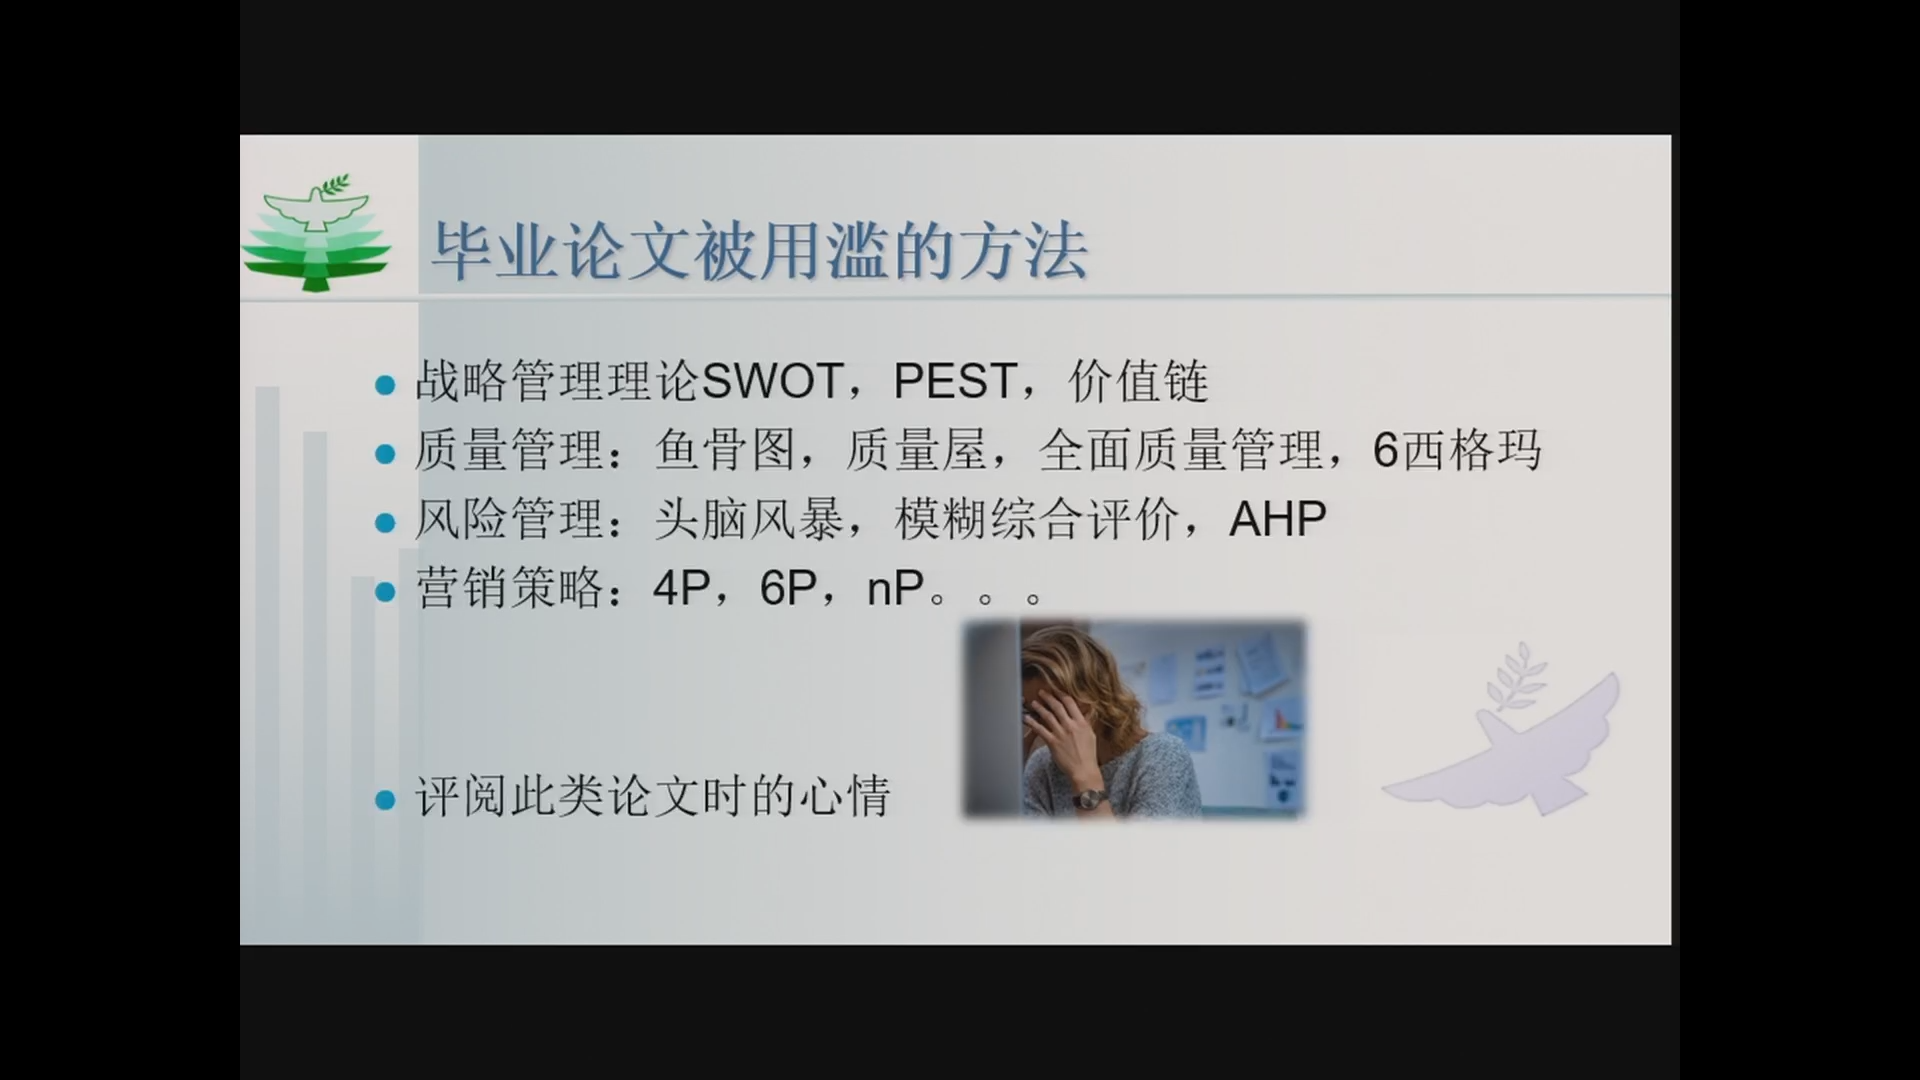 毕业论文被用滥的方法
战略管理理论SWOT，PEST，价值链
质量管理：鱼骨图，质量屋，全面质量管理，6西格玛
风险管理：头脑风暴，模糊综合评价，AHP
营销策略：4P，6P，nP。。。
评阅此类论文时的心情